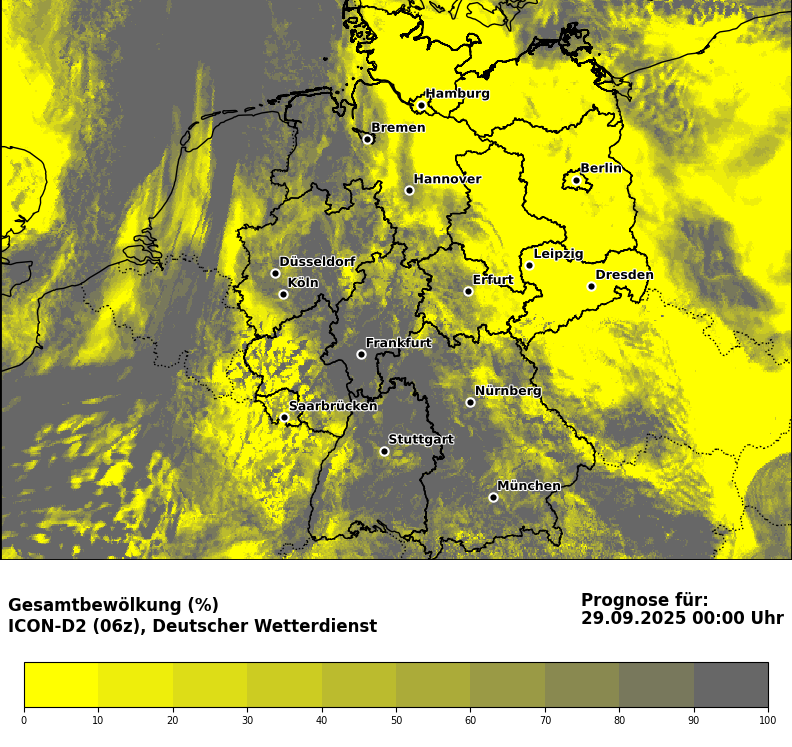 Hamburg
Bremen
Berlin
Hannover
Leipzig
Düsseldorf
Dresden
Köln
Erfurt
Frankfurt
Nürnberg
Saarbrücken
Stuttgart
München
Gesamtbewölkung (%)
ICON-D2 (06z), Deutscher Wetterdienst
Prognose für:
29.09.2025 00:00 Uhr
0 10 20 30 40 50 60 70 80 90 100